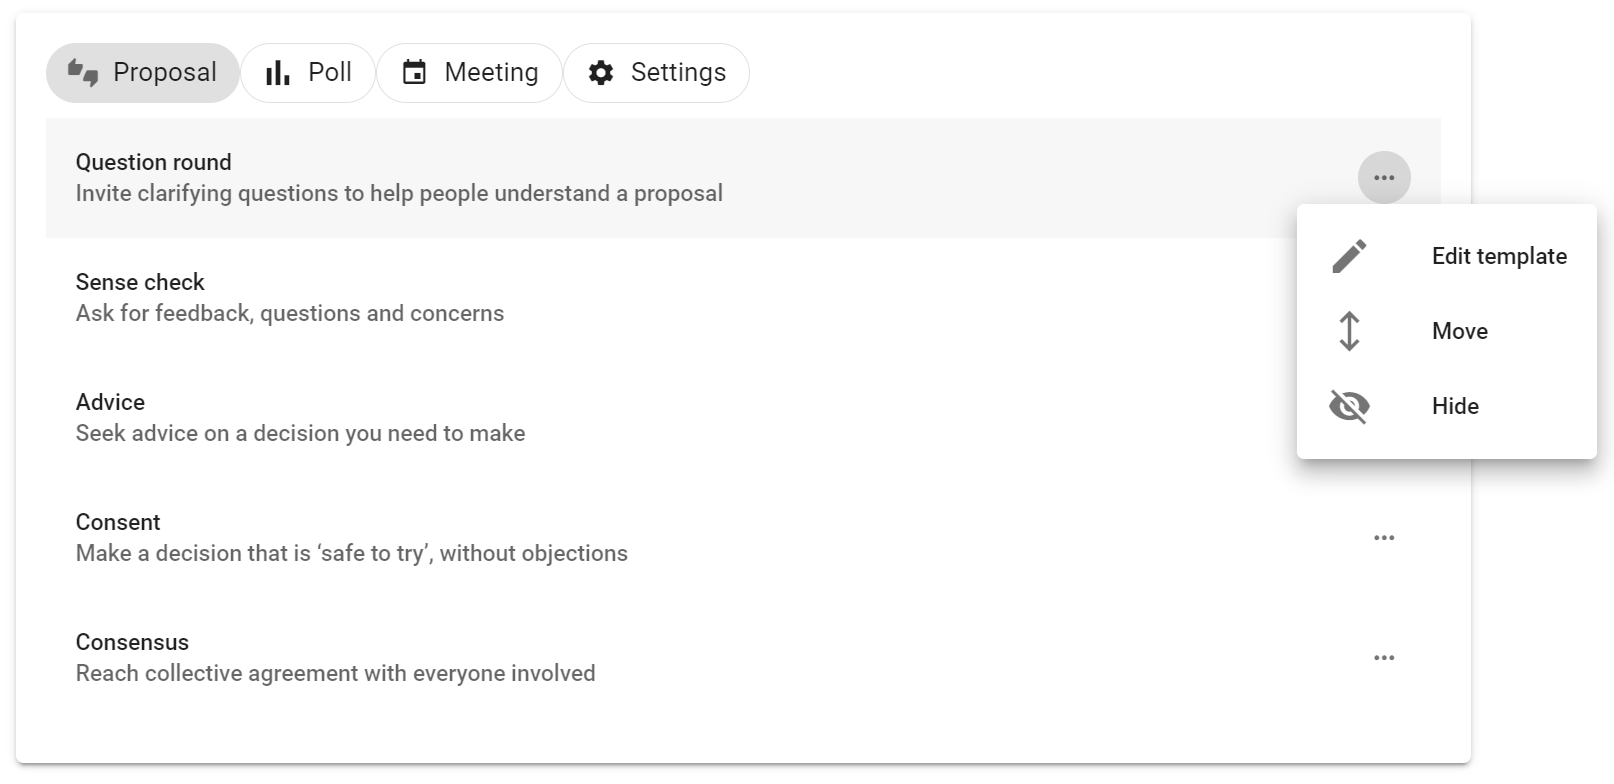 Proposal
Poll
Meeting
Settings
Question round
Invite clarifying questions to help people understand a proposal
Edit template
Move
Hide
Sense check
Ask for feedback, questions and concerns
Advice
Seek advice on a decision you need to make
Consent
Make a decision that is ‘safe to try’, without objections
Consensus
Reach collective agreement with everyone involved